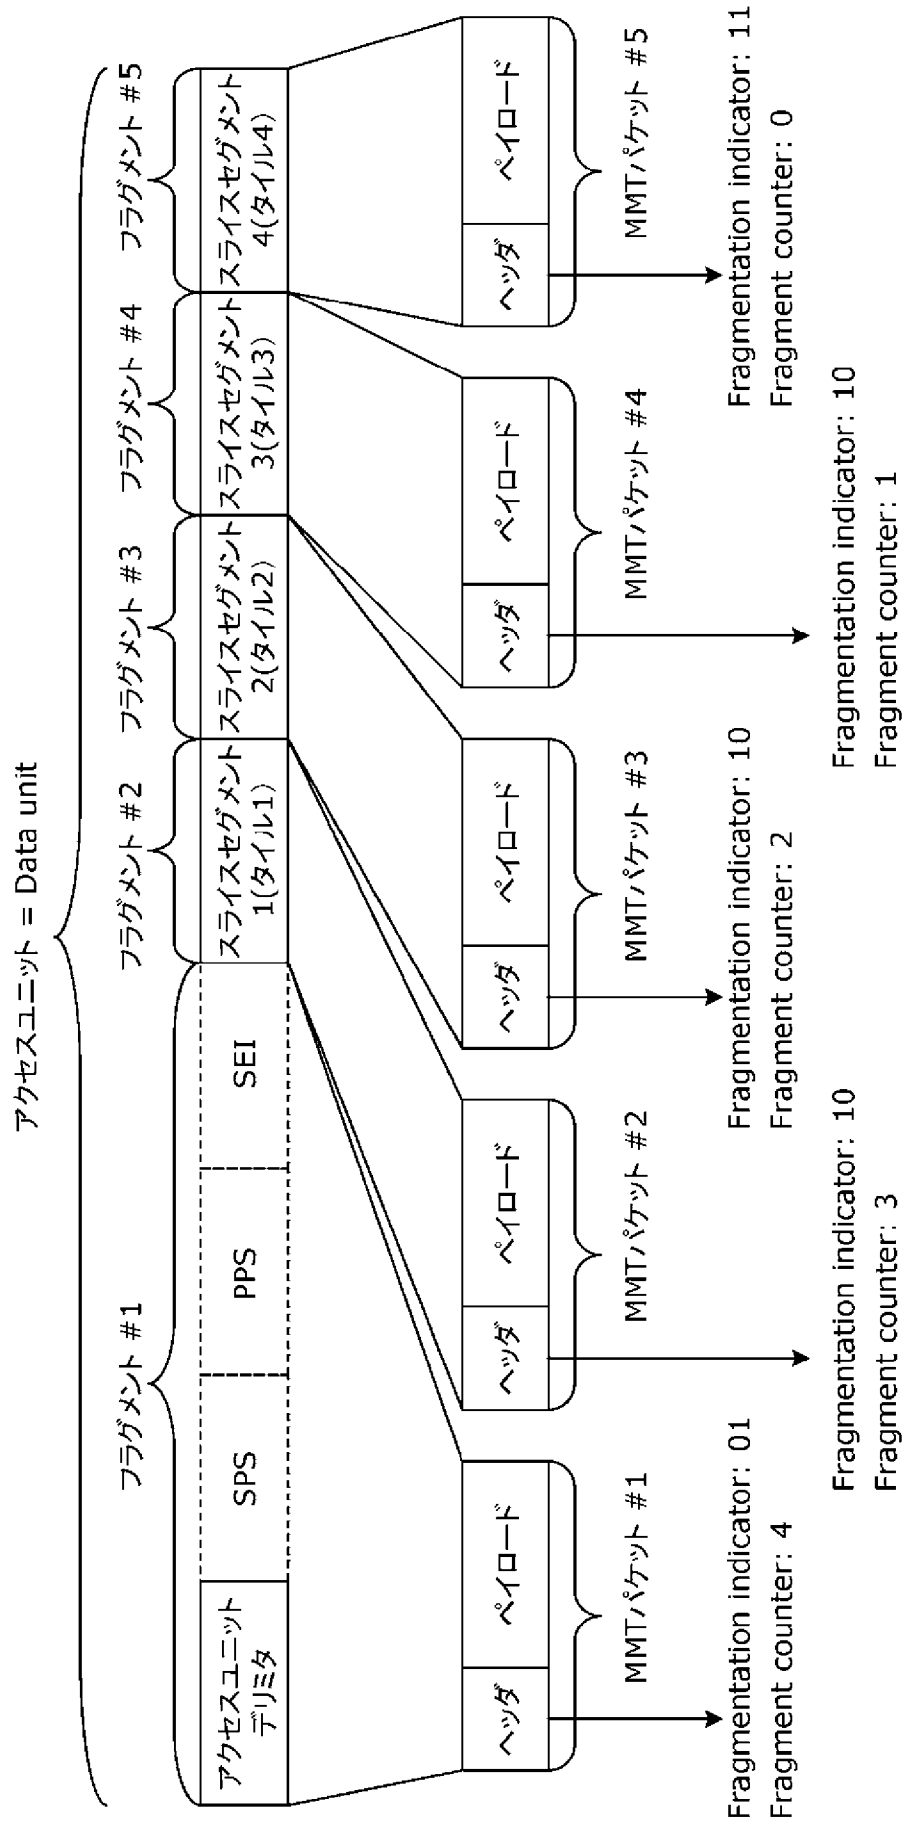 アクセスユニット = Data unit
フラグメント #1
フラグメント #2
フラグメント #3
フラグメント #4
フラグメント #5
アクセスユニット
デリミタ
SPS
PPS
SEI
スライスセグメント
1(タイル1)
スライスセグメント
2(タイル2)
スライスセグメント
3(タイル3)
スライスセグメント
4(タイル4)
ヘッダ
ペイロード
ヘッダ
ペイロード
ヘッダ
ペイロード
ヘッダ
ペイロード
ヘッダ
ペイロード
MMTパケット #1
MMTパケット #2
MMTパケット #3
MMTパケット #4
MMTパケット #5
Fragmentation indicator: 01
Fragment counter: 4
Fragmentation indicator: 10
Fragment counter: 3
Fragmentation indicator: 10
Fragment counter: 2
Fragmentation indicator: 10
Fragment counter: 1
Fragmentation indicator: 11
Fragment counter: 0